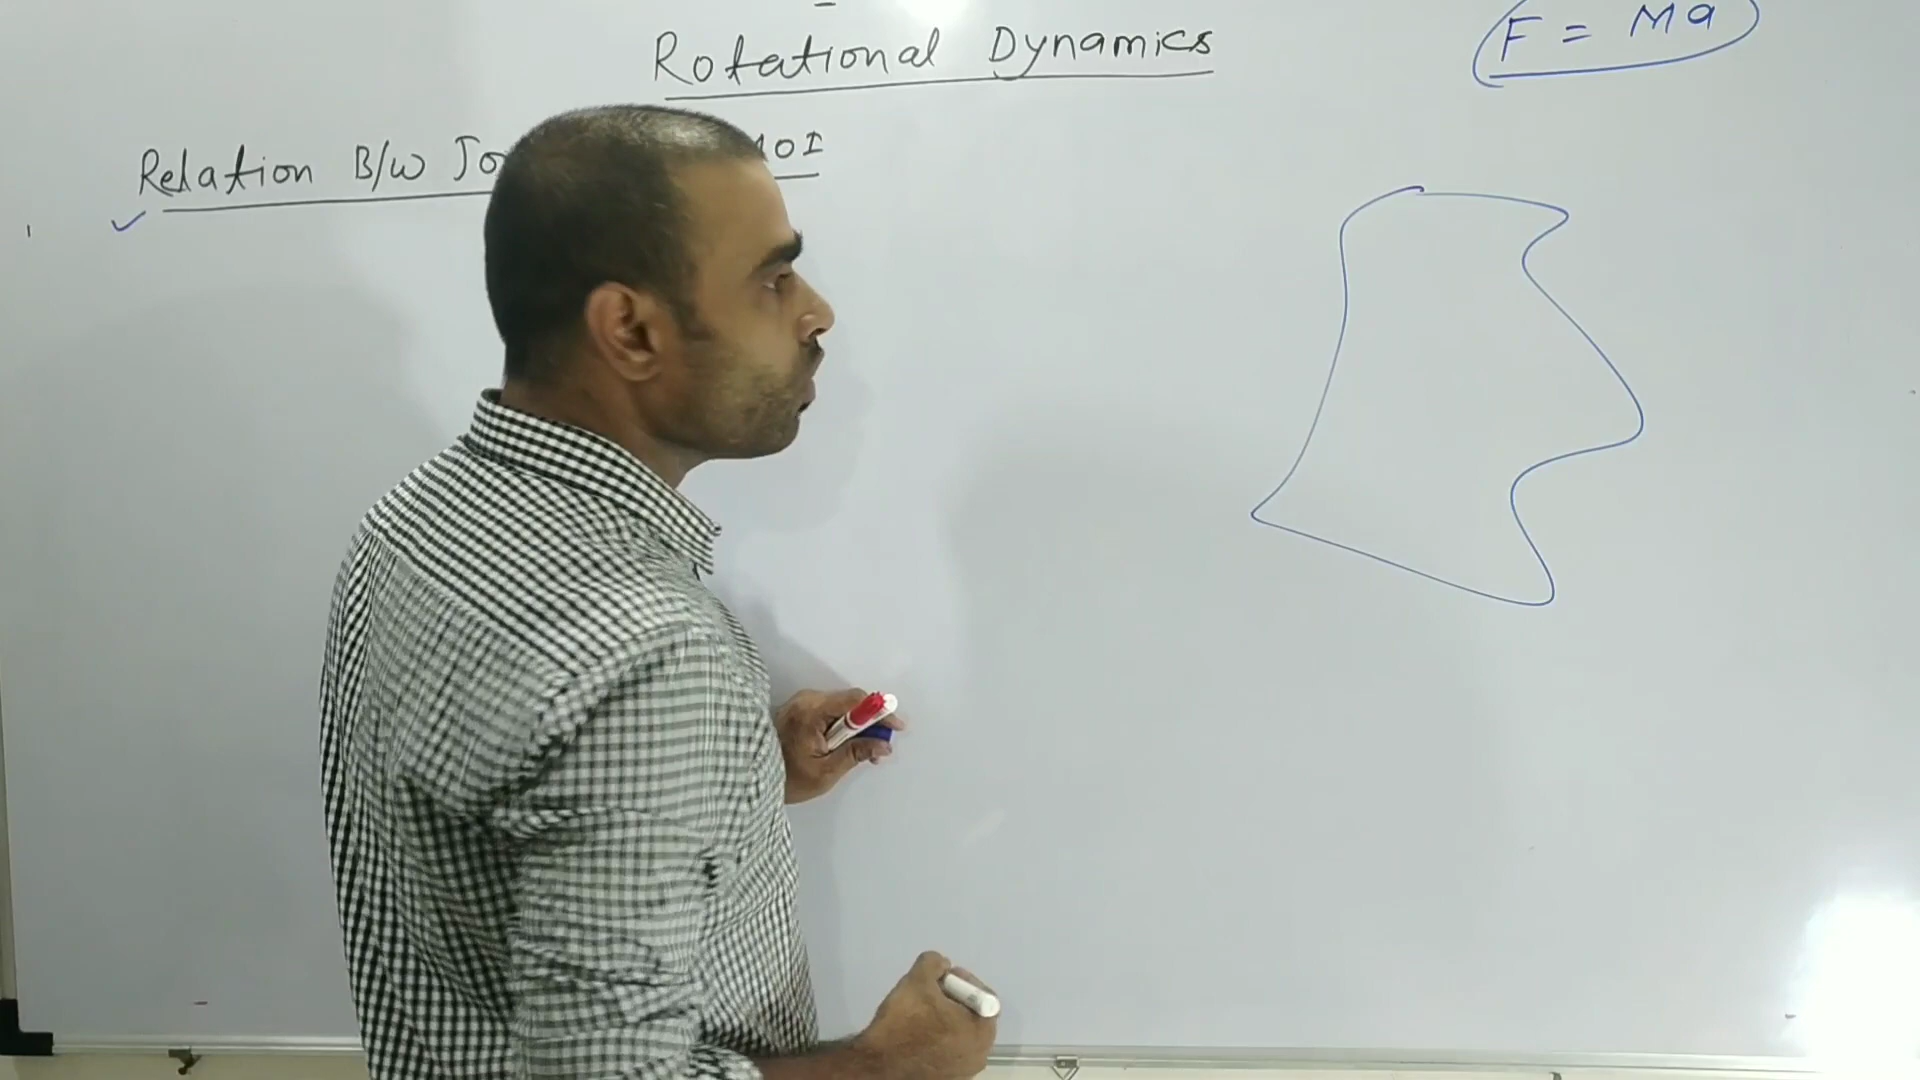 Rotational Dynamics
F = Ma
Relation B/w